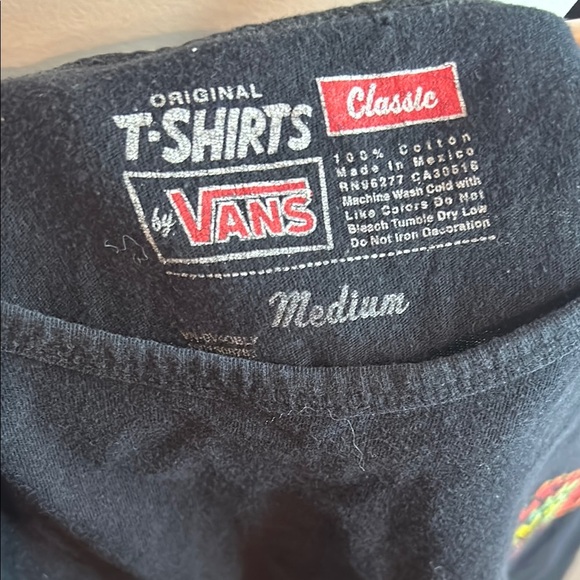 ORIGINAL
T-SHIRTS
by VANS
Classic
100% Cotton
Made in Mexico
RN96277 CA30516
Machine Wash Cold with
Like Colors Do Not
Bleach Tumble Dry Low
Do Not Iron Decoration
Medium